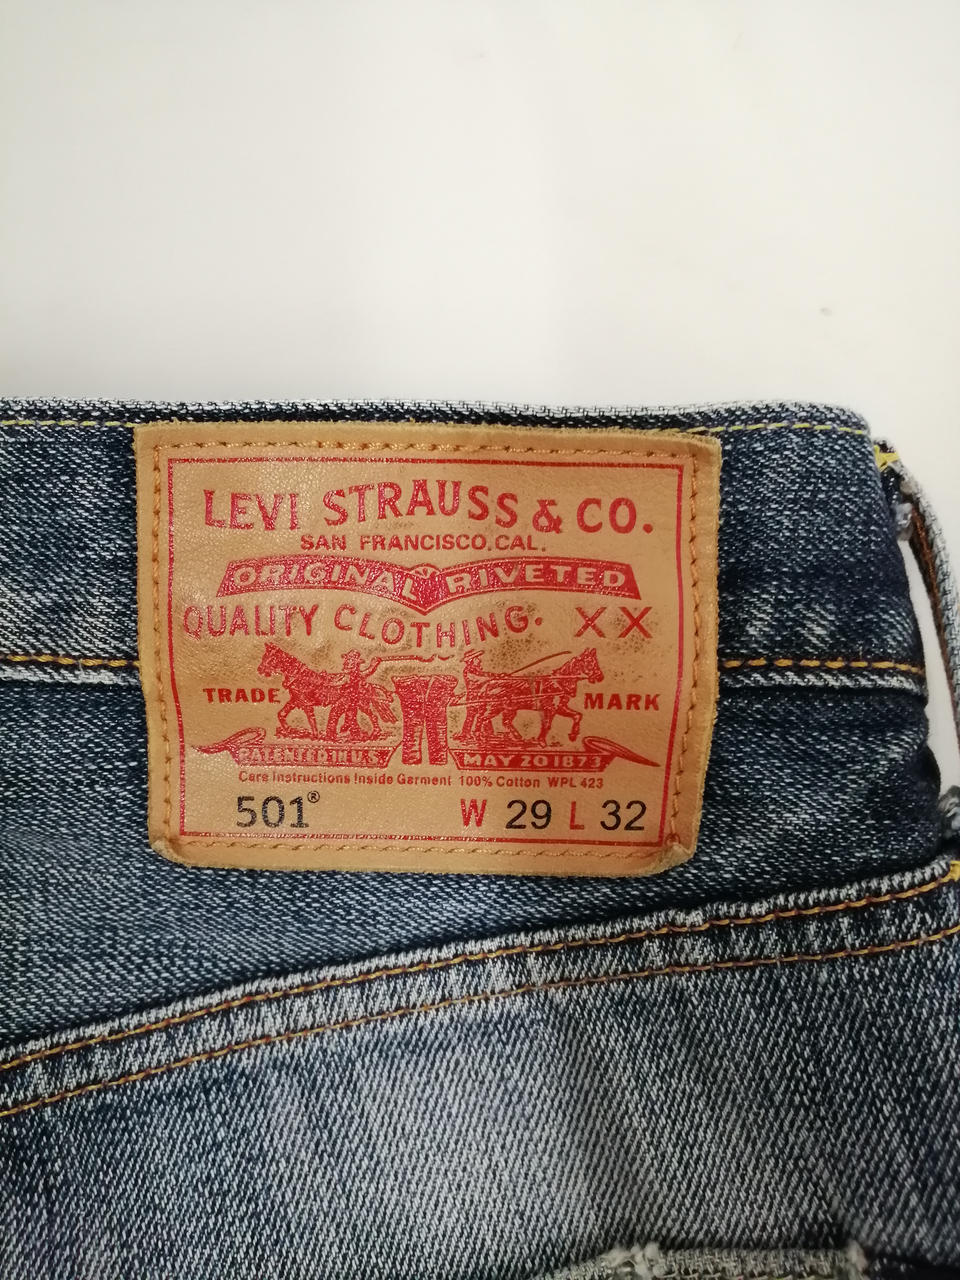 LEVI STRAUSS & CO.
SAN FRANCISCO.CAL.
ORIGINAL RIVETED
QUALITY CLOTHING. XX
TRADE MARK
PATENTED IN U.S. MAY 20 1873
Care Instructions Inside Garment 100% Cotton WPL 423
501® W 29 L 32